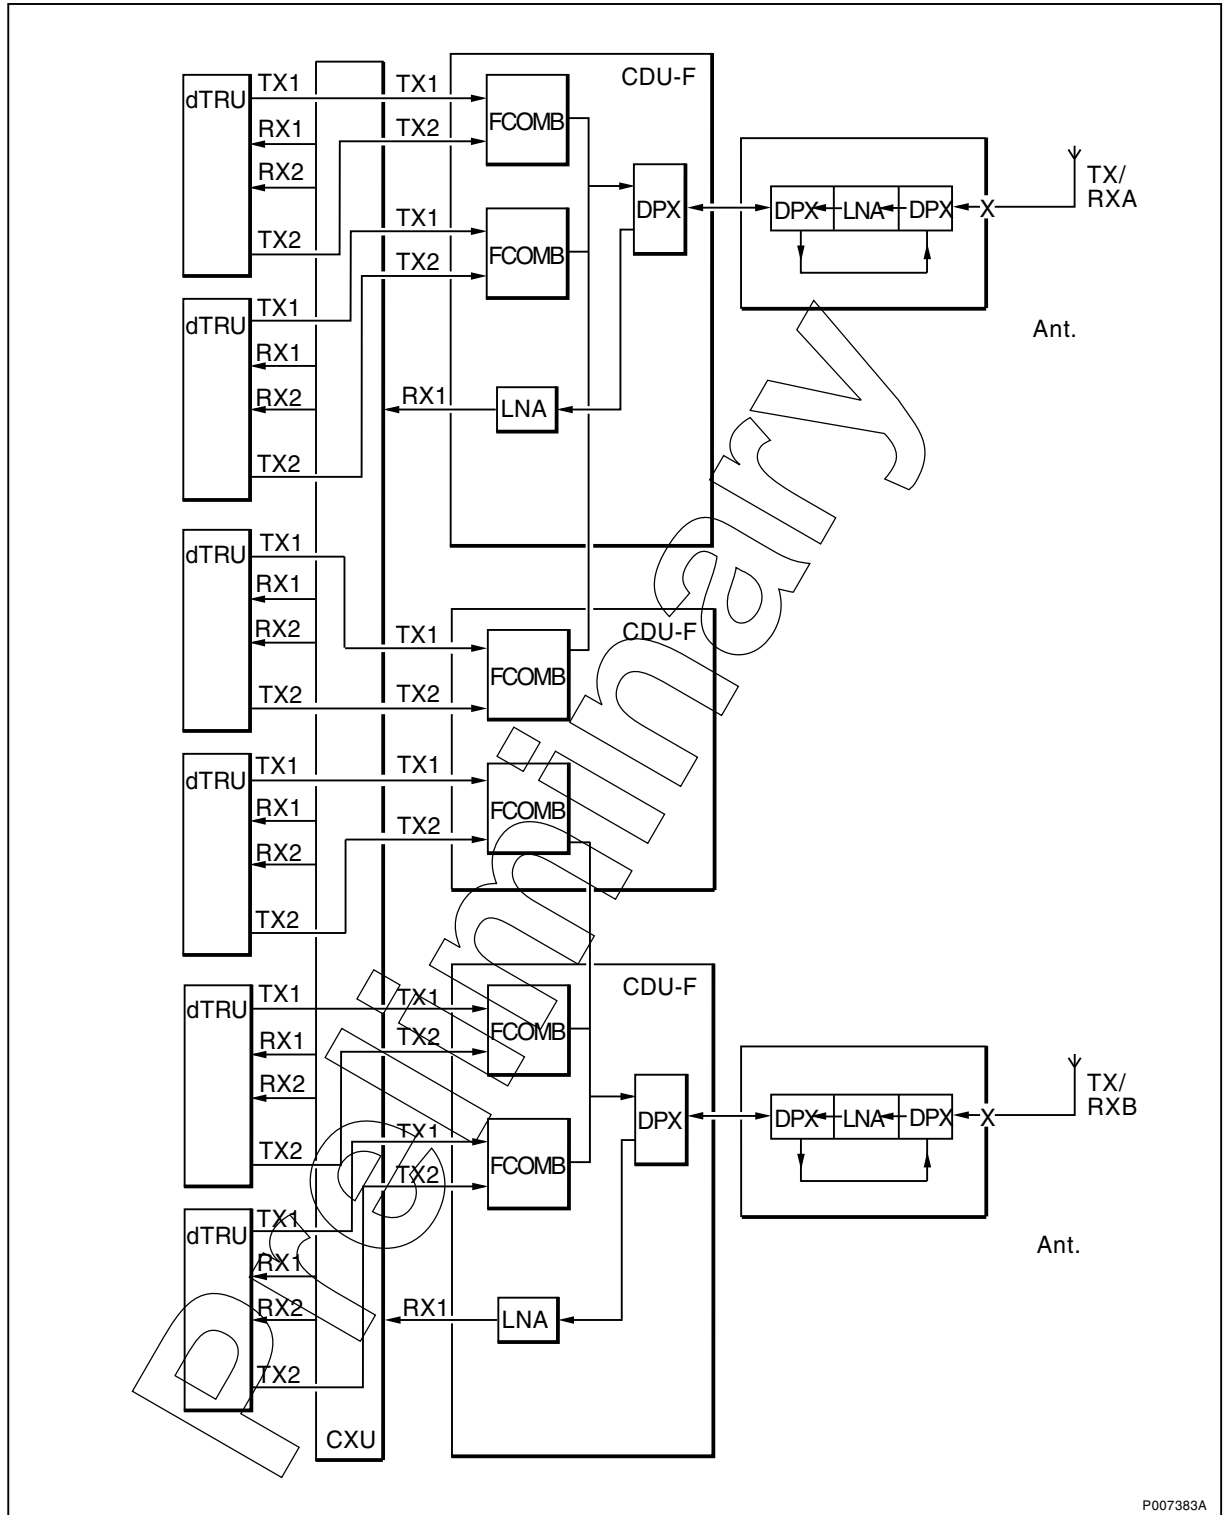 CDU-F
dTRU
TX1
TX1
FCOMB
RX1
TX2
RX2
TX/
RXA
DPX
DPX
LNA
DPX
X
TX2
TX1
FCOMB
TX2
dTRU
TX1
Ant.
RX1
RX2
RX1
LNA
TX2
dTRU
TX1
RX1
RX2
TX1
CDU-F
FCOMB
TX2
TX2
dTRU
TX1
TX1
FCOMB
RX1
TX2
RX2
TX2
CDU-F
dTRU
TX1
TX1
FCOMB
RX1
TX2
RX2
TX/
RXB
DPX
DPX
LNA
DPX
X
TX2
TX1
FCOMB
TX2
dTRU
TX1
Ant.
RX1
RX2
RX1
LNA
TX2
CXU
Preliminary
P007383A